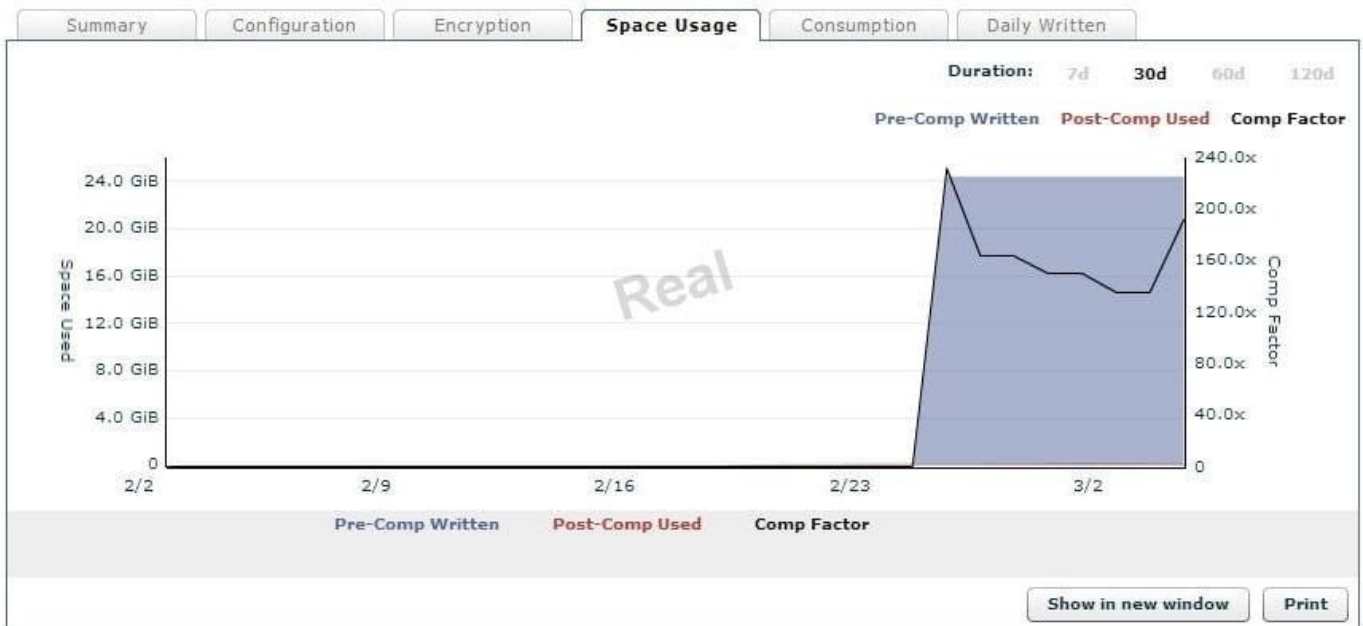 Summary Configuration Encryption Space Usage Consumption Daily Written
Duration: 7d 30d 60d 120d
Pre-Comp Written Post-Comp Used Comp Factor
240.0x
24.0 GiB
200.0x
20.0 GiB
160.0x
16.0 GiB
Real
Space Used
Comp Factor
120.0x
12.0 GiB
80.0x
8.0 GiB
40.0x
4.0 GiB
0
0
2/2 2/9 2/16 2/23 3/2
Pre-Comp Written Post-Comp Used Comp Factor
Show in new window Print